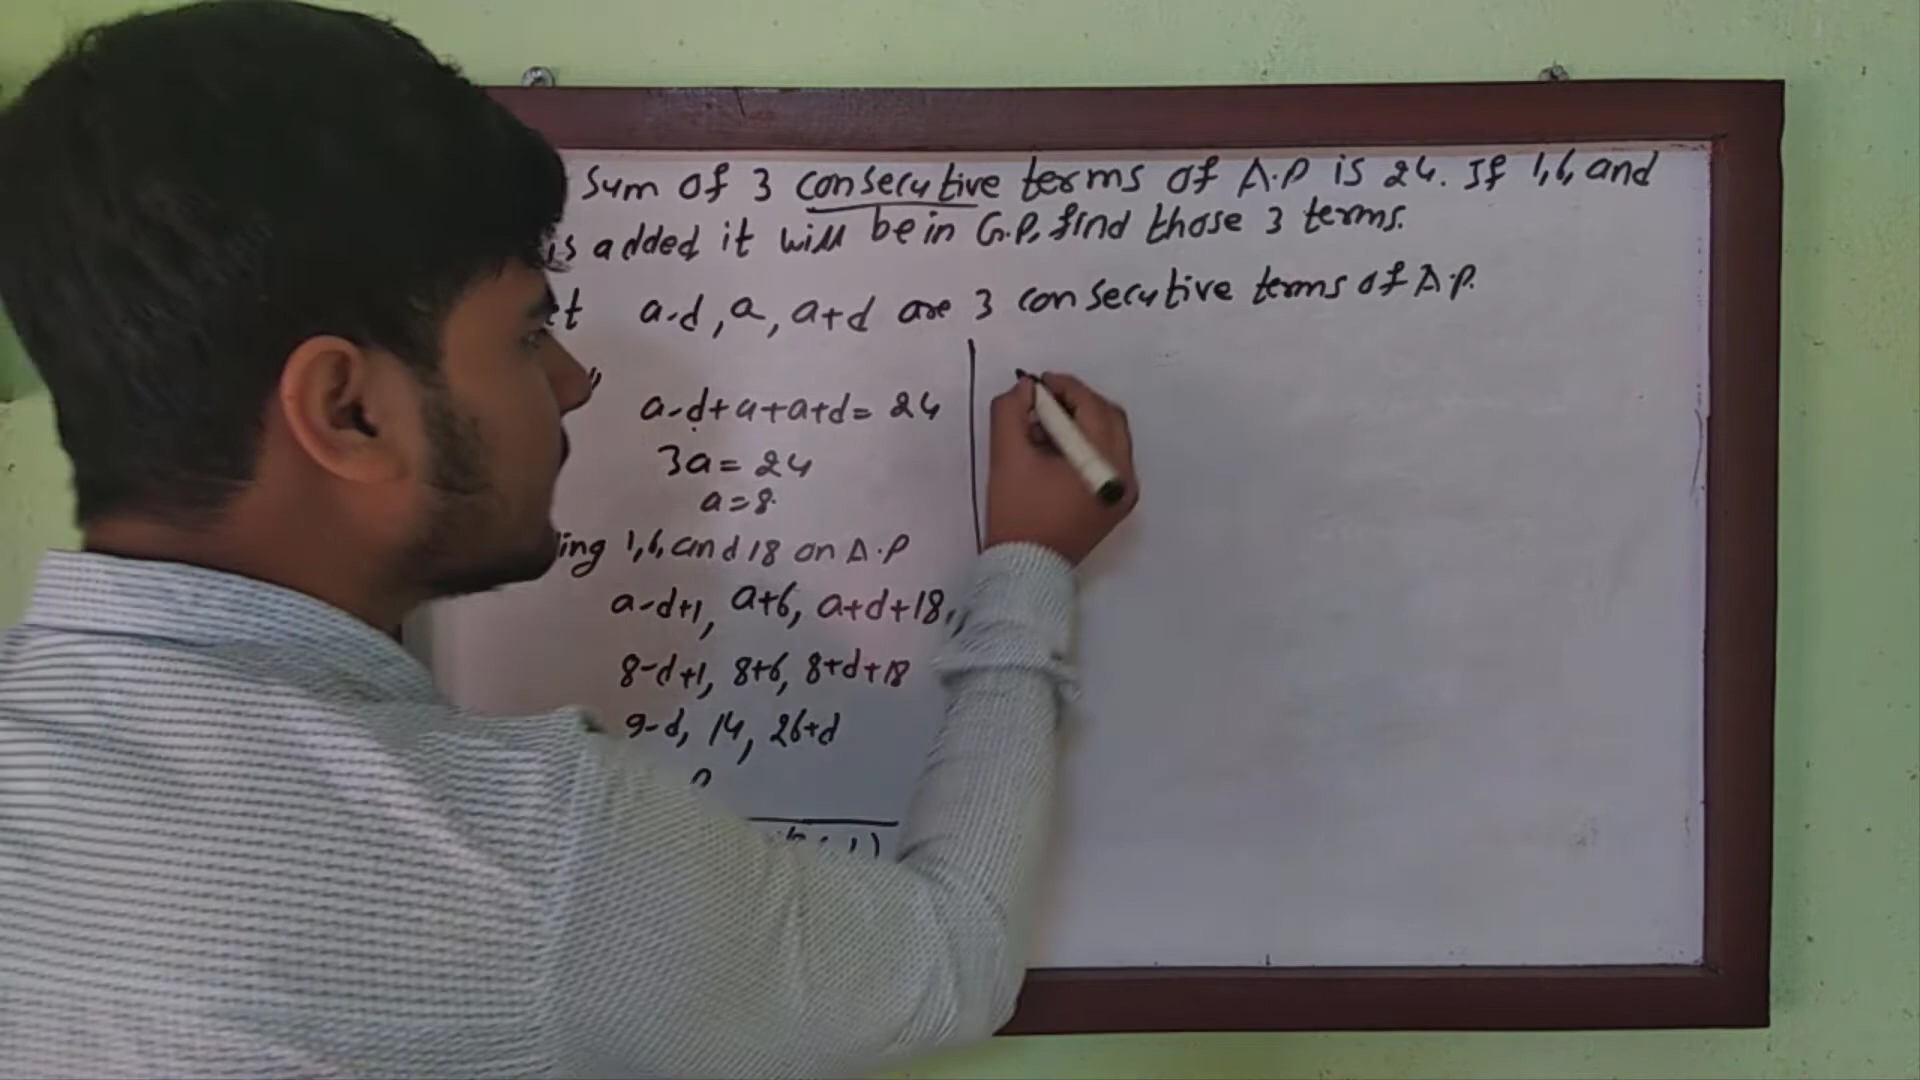 Sum of 3 consecutive terms of A.P is 24. If 1,6, and
is added it will be in G.P, find those 3 terms.
et a-d, a, a+d are 3 consecutive terms of A.P.
a-d+a+a+d= 24
3a = 24
a=8.
ing 1,6, and 18 on A.P
a-d+1, a+6, a+d+18,
8-d+1, 8+6, 8+d+18
9-d, 14, 26+d